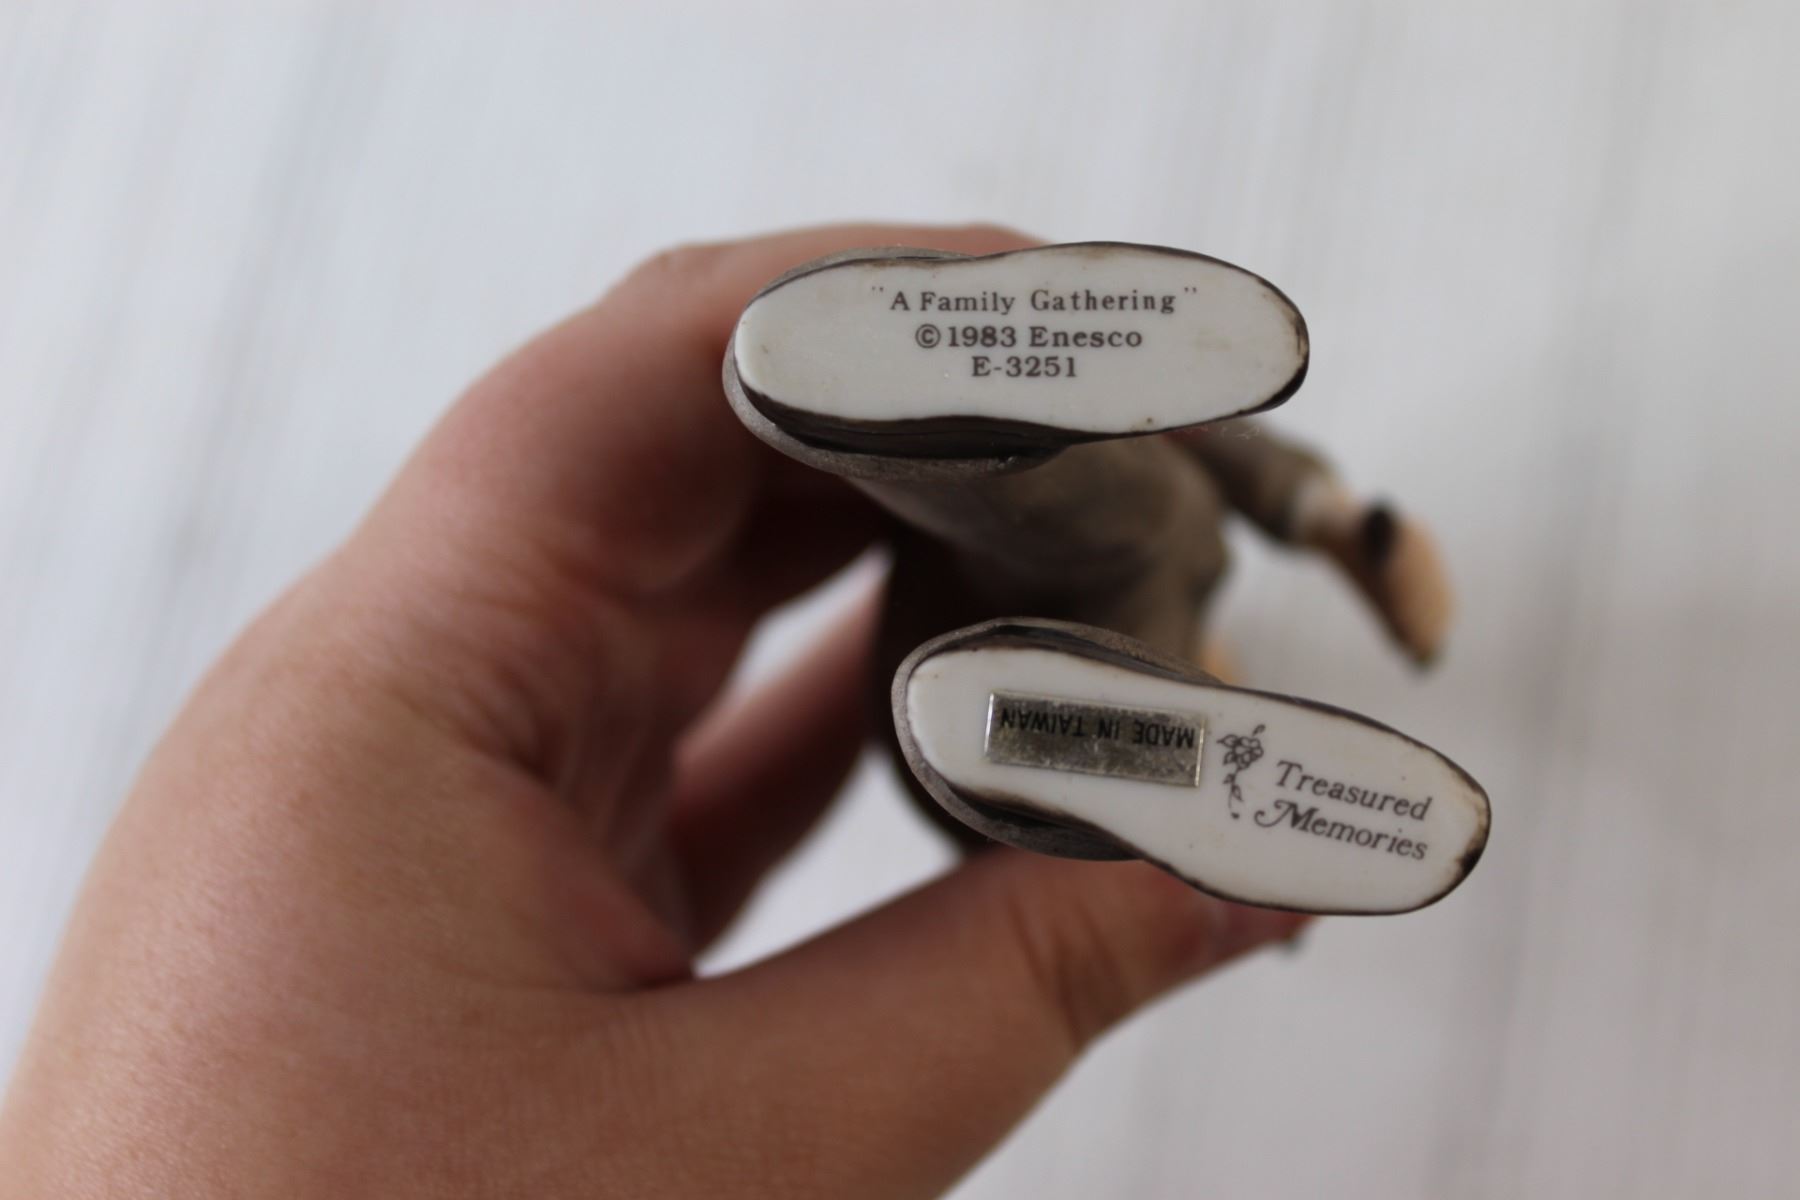 "A Family Gathering"
©1983 Enesco
E-3251
MADE IN TAIWAN
Treasured
Memories